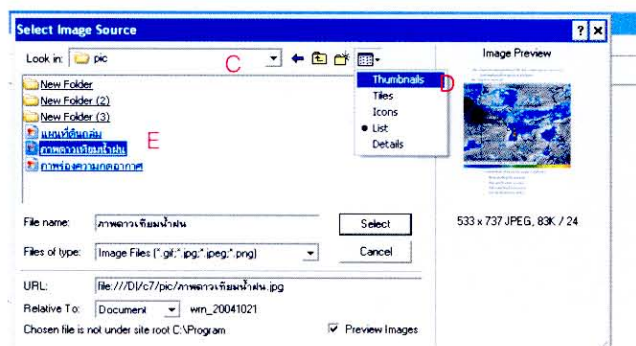 Select Image Source
Look in: pic
C
Image Preview
New Folder
New Folder (2)
New Folder (3)
แผนที่ดินถล่ม
ภาพดาวเทียมน้ำฝน
ภาพร่องความกดอากาศ
E
Thumbnails
D
Tiles
Icons
List
Details
File name: ภาพดาวเทียมน้ำฝน
Select
533 x 737 JPEG, 83K / 24
Files of type: Image Files (*.gif;*.jpg;*.jpeg;*.png)
Cancel
URL: file:///D|/c7/pic/ภาพดาวเทียมน้ำฝน.jpg
Relative To: Document wrn_20041021
Chosen file is not under site root C:\Program
Preview Images